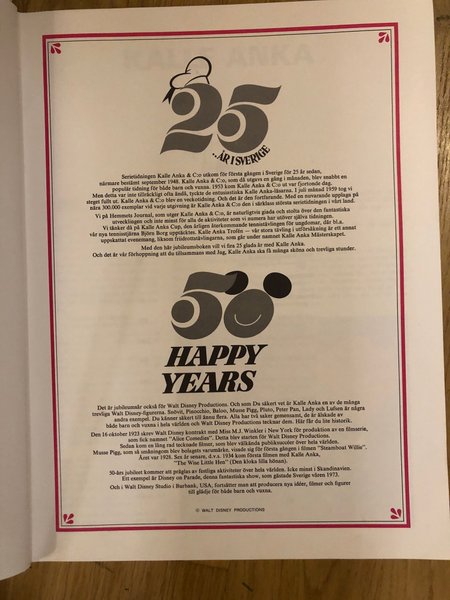 25
...ÅR I SVERIGE
Serietidningen Kalle Anka & C:o utkom för första gången i Sverige för 25 år sedan,
närmare bestämt september 1948. Kalle Anka & C:o, som då utgavs en gång i månaden, blev snabbt en
populär tidning för både barn och vuxna. 1953 kom Kalle Anka & C:o ut var fjortonde dag.
Men detta var inte tillräckligt ofta ändå, tyckte de entusiastiska Kalle Anka-läsarna. I juli månad 1959 tog vi
steget fullt ut. Kalle Anka & C:o blev en veckotidning. Och det är den fortfarande. Med en nuvarande upplaga på
nära 300.000 exemplar vid varje utgivning är Kalle Anka & C:o den i särklass största serietidningen i vårt land.
Vi på Hemmets Journal, som utger Kalle Anka & C:o, är naturligtvis glada och stolta över den fantastiska
utvecklingen och inte minst för alla de aktiviteter som vi numera har utöver själva tidningen.
Vi tänker då på Kalle Anka Cup, den årligen återkommande tennistävlingen för ungdomar, där bl.a.
vår nya tennisstjärna Björn Borg upptäcktes. Kalle Anka Trofén — vår stora tävling i utförsåkning är ett annat
uppskattat evenemang, liksom friidrottstävlingarna, som går under namnet Kalle Anka Mästerskapet.
Med den här jubileumsboken vill vi fira 25 glada år med Kalle Anka.
Och det är vår förhoppning att du tillsammans med Jag, Kalle Anka ska få många sköna och trevliga stunder.
50
HAPPY
YEARS
Det är jubileumsår också för Walt Disney Productions. Och som Du säkert vet är Kalle Anka en av de många
trevliga Walt Disney-figurerna. Snövit, Pinocchio, Baloo, Musse Pigg, Pluto, Peter Pan, Lady och Lufsen är några
andra exempel. Du känner säkert till ännu flera. Alla har två saker gemensamt, de är älskade av
både barn och vuxna i hela världen och Walt Disney Productions tecknar dem. Här får du lite historik.
Den 16 oktober 1923 skrev Walt Disney kontrakt med Miss M.J. Winkler i New York för produktion av en filmserie,
som fick namnet "Alice Comedies". Detta blev starten för Walt Disney Productions.
Sedan kom en lång rad tecknade filmer, som blev välkända publiksuccéer över hela världen.
Musse Pigg, som så småningom blev bolagets varumärke, visade sig för första gången i filmen "Steamboat Willie".
Året var 1928. Sex år senare, d.v.s. 1934 kom första filmen med Kalle Anka,
"The Wise Little Hen" (Den kloka lilla hönan).
50-års jubileet kommer att präglas av festliga aktiviteter över hela världen. Icke minst i Skandinavien.
Ett exempel är Disney on Parade, denna fantastiska show, som gästade Sverige våren 1973.
Och i Walt Disney Studio i Burbank, USA, fortsätter man att producera nya idéer, filmer och figurer
till glädje för både barn och vuxna.
© WALT DISNEY PRODUCTIONS